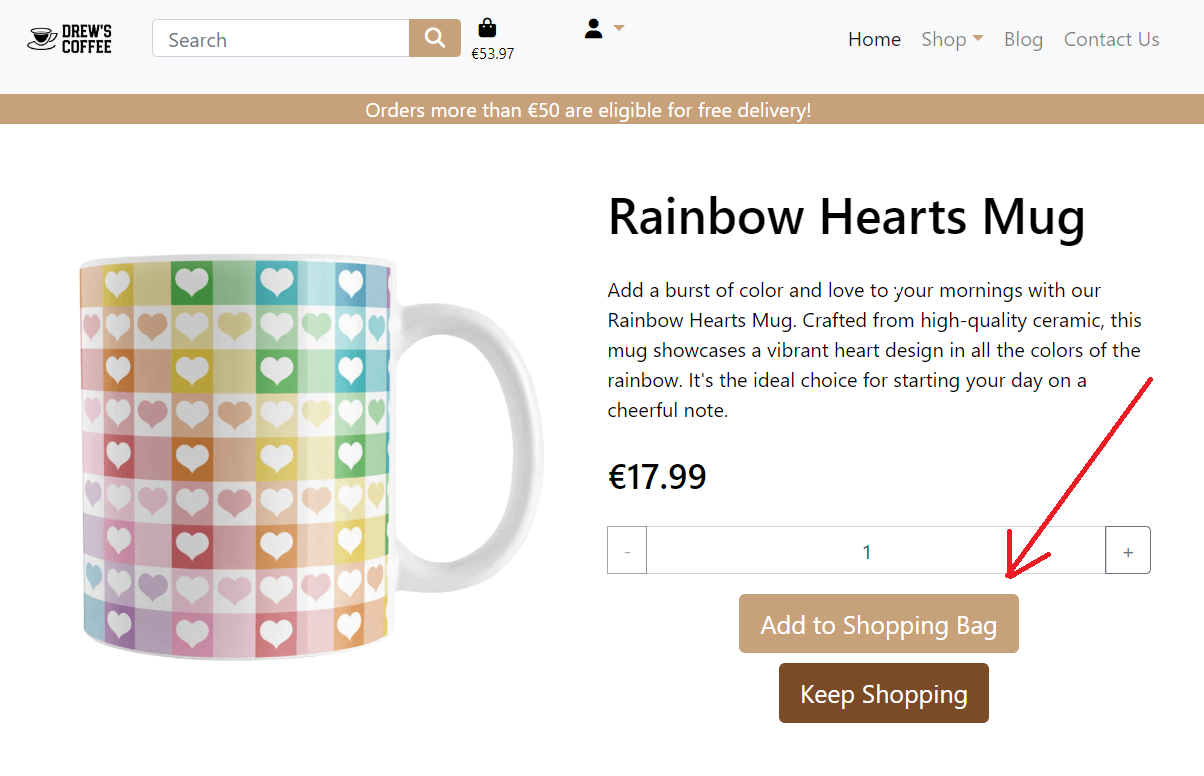 DREW'S
COFFEE
Search
€53.97
Home Shop Blog Contact Us
Orders more than €50 are eligible for free delivery!
Rainbow Hearts Mug
Add a burst of color and love to your mornings with our
Rainbow Hearts Mug. Crafted from high-quality ceramic, this
mug showcases a vibrant heart design in all the colors of the
rainbow. It's the ideal choice for starting your day on a
cheerful note.
€17.99
- 1 +
Add to Shopping Bag
Keep Shopping